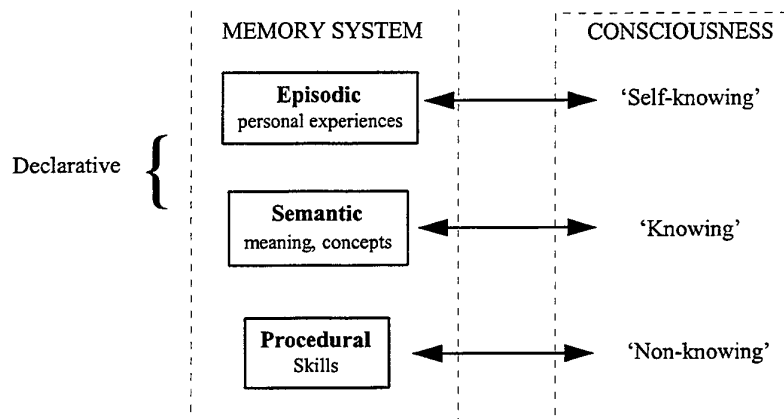 MEMORY SYSTEM
CONSCIOUSNESS
Episodic
personal experiences
'Self-knowing'
Declarative
Semantic
meaning, concepts
'Knowing'
Procedural
Skills
'Non-knowing'